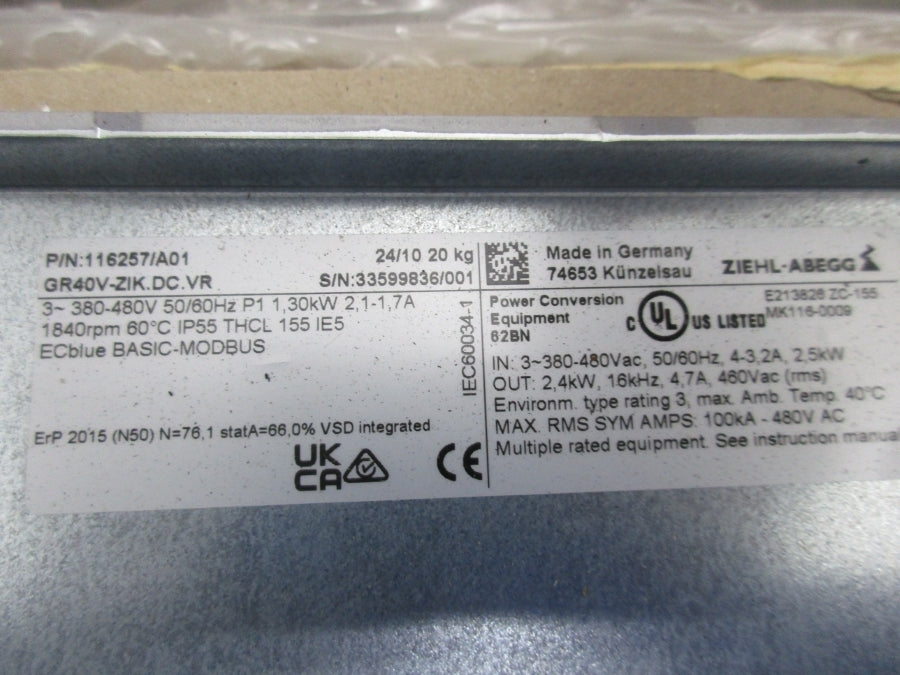 P/N:116257/A01
24/10 20 kg
GR40V-ZIK.DC.VR
S/N:33599836/001
3~ 380-480V 50/60Hz P1 1,30kW 2,1-1,7A
1840rpm 60°C IP55 THCL 155 IE5
ECblue BASIC-MODBUS
IEC60034-1
ErP 2015 (N50) N=76,1 statA=66,0% VSD integrated
UK
CA
CE
Made in Germany
74653 Künzelsau
ZIEHL-ABEGG
Power Conversion
Equipment
62BN
c UL US LISTED
E213826 ZC-155
MK116-0009
IN: 3~380-480Vac, 50/60Hz, 4-3,2A, 2,5kW
OUT: 2,4kW, 16kHz, 4,7A, 460Vac (rms)
Environm. type rating 3, max. Amb. Temp. 40°C
MAX. RMS SYM AMPS: 100kA - 480V AC
Multiple rated equipment. See instruction manua